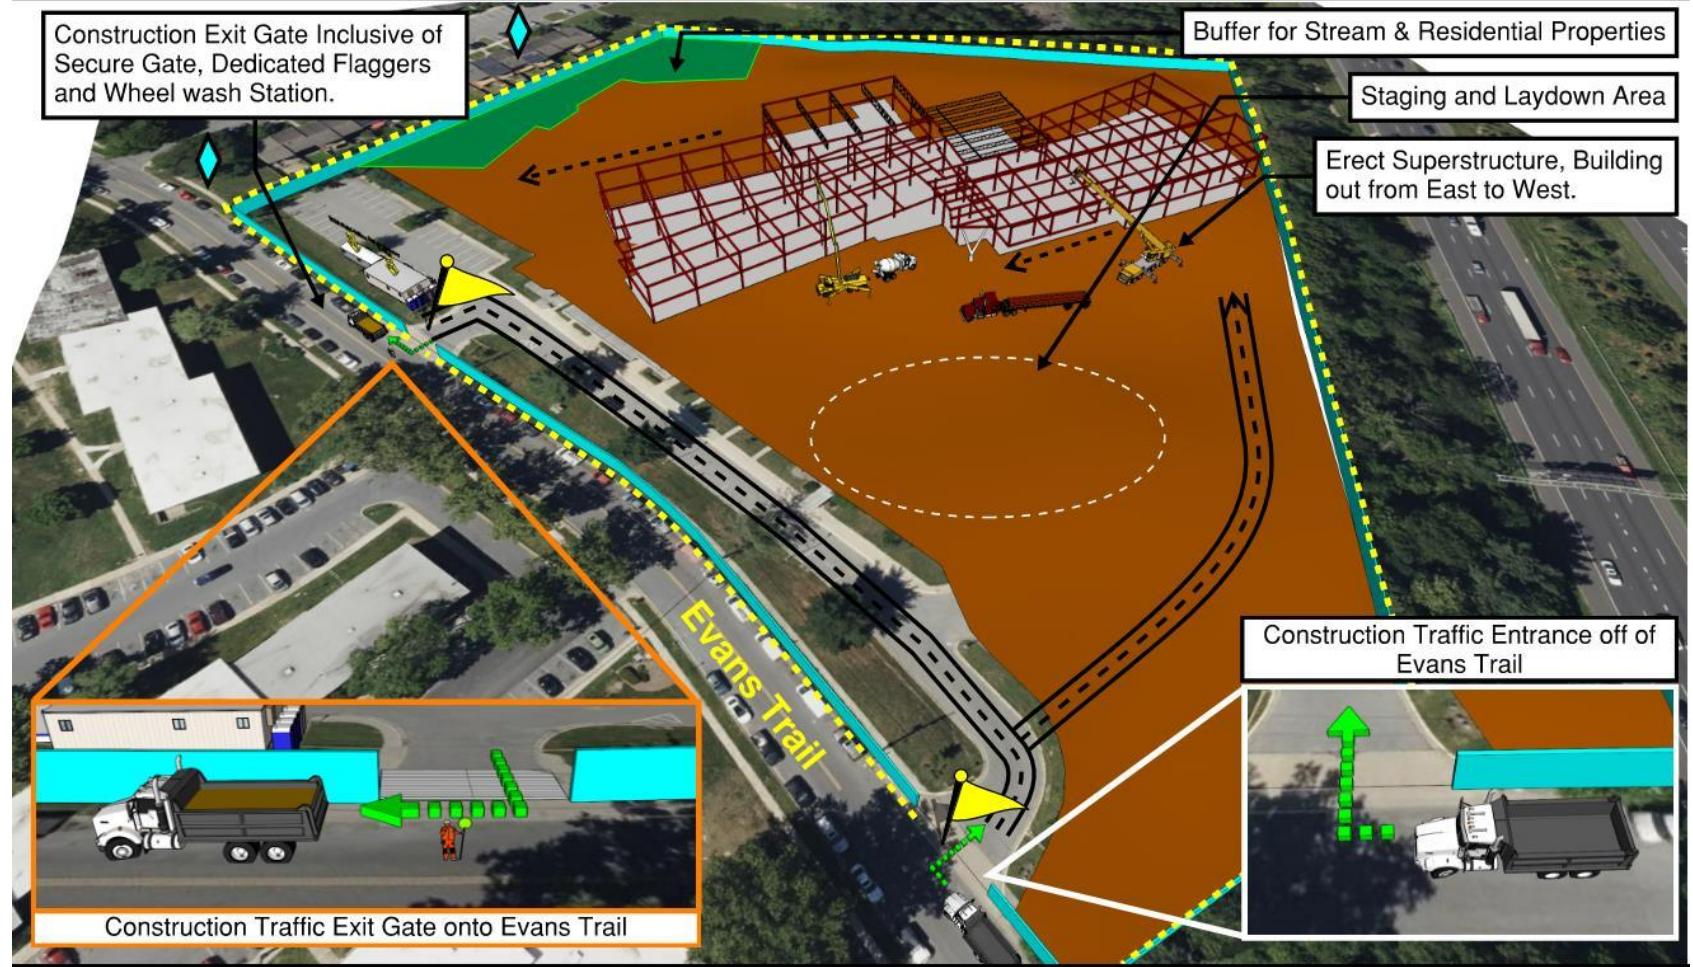 Construction Exit Gate Inclusive of
Secure Gate, Dedicated Flaggers
and Wheel wash Station.
Buffer for Stream & Residential Properties
Staging and Laydown Area
Erect Superstructure, Building
out from East to West.
Evans Trail
Construction Traffic Entrance off of
Evans Trail
Construction Traffic Exit Gate onto Evans Trail